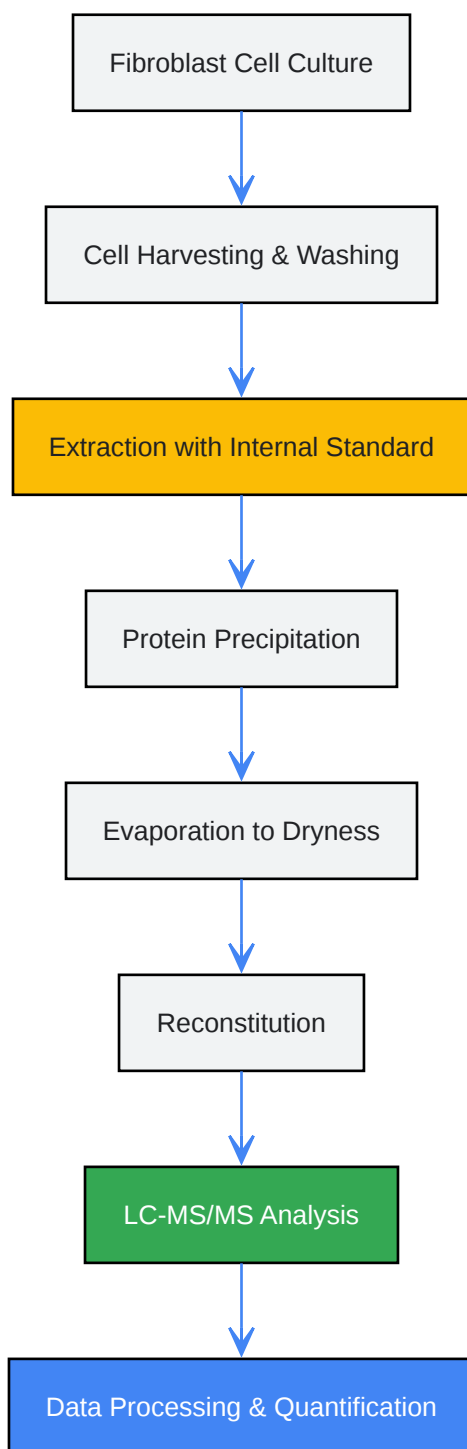 Fibroblast Cell Culture
Cell Harvesting & Washing
Extraction with Internal Standard
Protein Precipitation
Evaporation to Dryness
Reconstitution
LC-MS/MS Analysis
Data Processing & Quantification